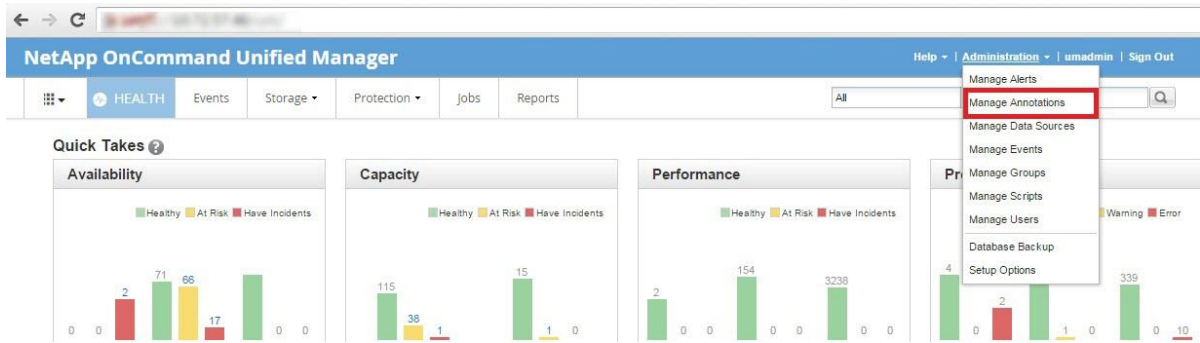 NetApp OnCommand Unified Manager
Help | Administration | umadmin | Sign Out
HEALTH Events Storage Protection Jobs Reports
All
Manage Alerts
Manage Annotations
Manage Data Sources
Manage Events
Manage Groups
Manage Scripts
Manage Users
Database Backup
Setup Options
Quick Takes ?
Availability
Healthy At Risk Have Incidents
0 0 2 71 66 17 0 0
Capacity
Healthy At Risk Have Incidents
115 38 1 15 1 0
Performance
Healthy At Risk Have Incidents
2 0 0 154 0 0 3238 0 0
Warning Error
4 0 2 1 0 339 0 10